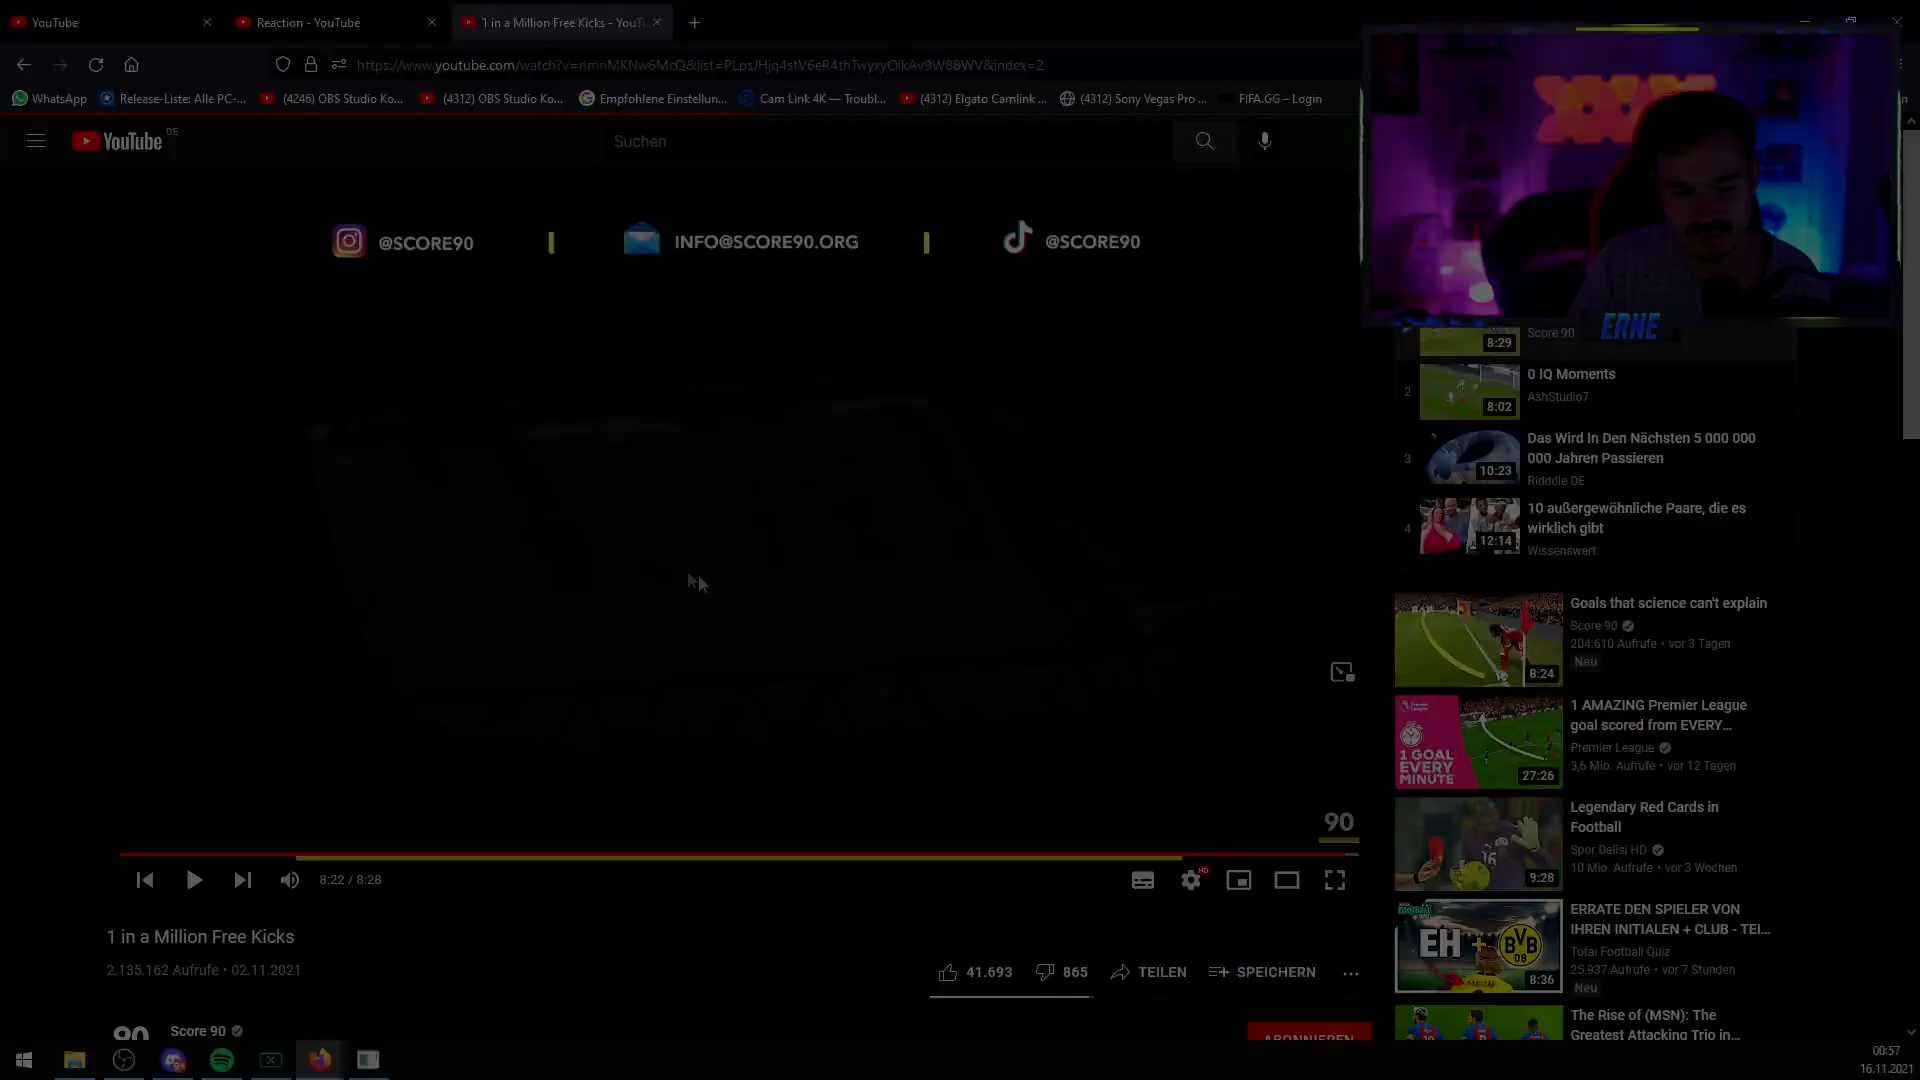 YouTube
Reaction - YouTube
1 in a Million Free Kicks - YouTu
https://www.youtube.com/watch?v=nmnMKNw6McQ&list=PLpsJHjq4stV6eR4thTwyxyOikAv9W88WV&index=2
WhatsApp
Release-Liste: Alle PC-...
(4246) OBS Studio Ko...
(4312) OBS Studio Ko...
Empfohlene Einstellun...
Cam Link 4K — Troubl...
(4312) Elgato Camlink ...
(4312) Sony Vegas Pro ...
FIFA.GG – Login
YouTube DE
Suchen
@SCORE90
INFO@SCORE90.ORG
@SCORE90
ERNE
Score 90
8:29
2
0 IQ Moments
AshStudio7
8:02
3
Das Wird In Den Nächsten 5 000 000
000 Jahren Passieren
Ridddle DE
10:23
4
10 außergewöhnliche Paare, die es
wirklich gibt
Wissenswert
12:14
Goals that science can't explain
Score 90
204.610 Aufrufe • vor 3 Tagen
Neu
8:24
1 AMAZING Premier League
goal scored from EVERY...
Premier League
3,6 Mio. Aufrufe • vor 12 Tagen
1 GOAL
EVERY
MINUTE
27:26
Legendary Red Cards in
Football
Spor Delisi HD
10 Mio. Aufrufe • vor 3 Wochen
9:28
ERRATE DEN SPIELER VON
IHREN INITIALEN + CLUB - TEI...
Total Football Quiz
25.937 Aufrufe • vor 7 Stunden
Neu
EH + BVB 09
8:36
The Rise of (MSN): The
Greatest Attacking Trio in...
90
8:22 / 8:28
HD
1 in a Million Free Kicks
2.135.162 Aufrufe • 02.11.2021
41.693
865
TEILEN
SPEICHERN
90
Score 90
ABONNIEREN
00:57
16.11.2021